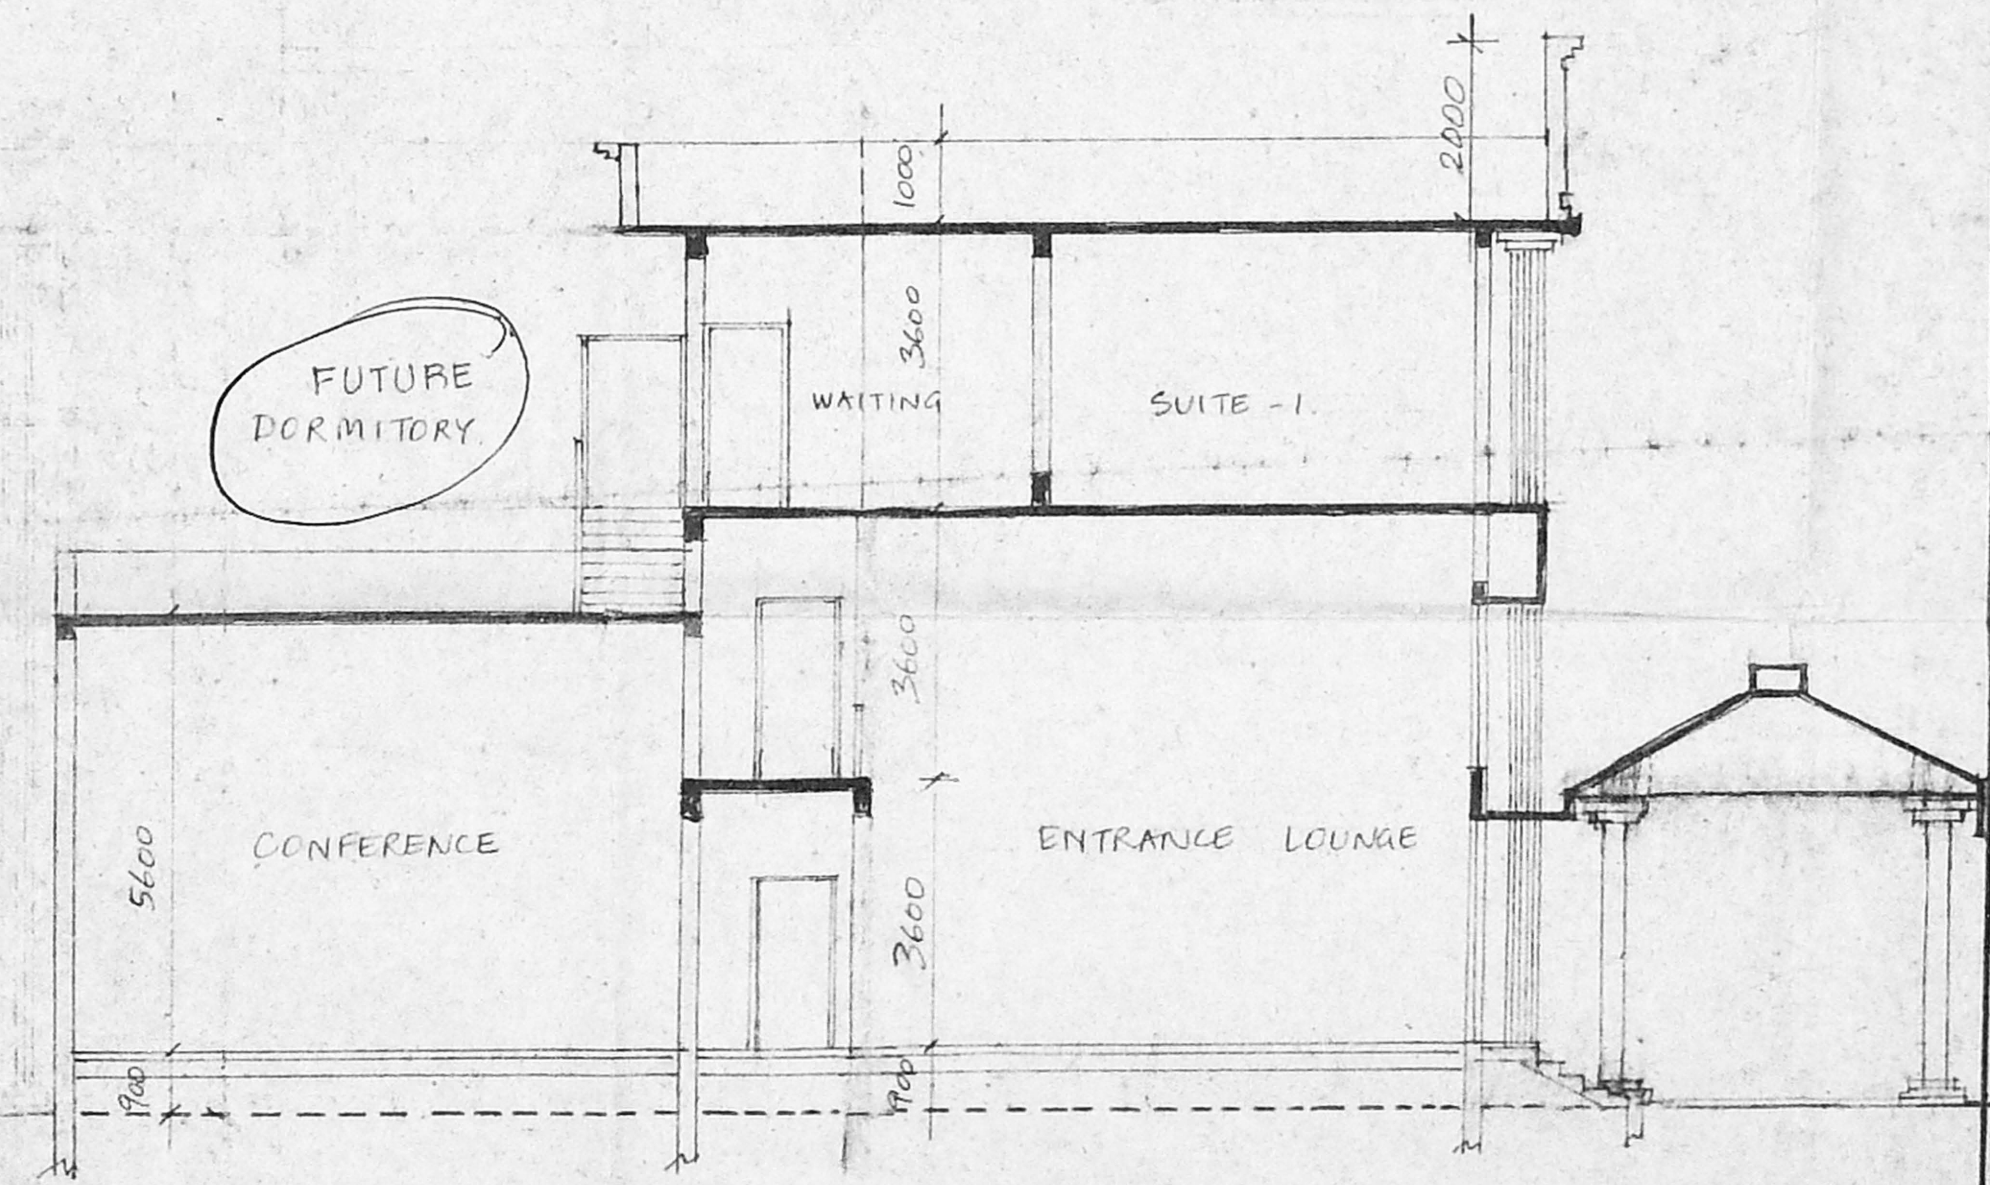 2000
1000
3600
FUTURE
DORMITORY.
WAITING
SUITE - 1.
3600
5600
CONFERENCE
3600
ENTRANCE LOUNGE
900
900